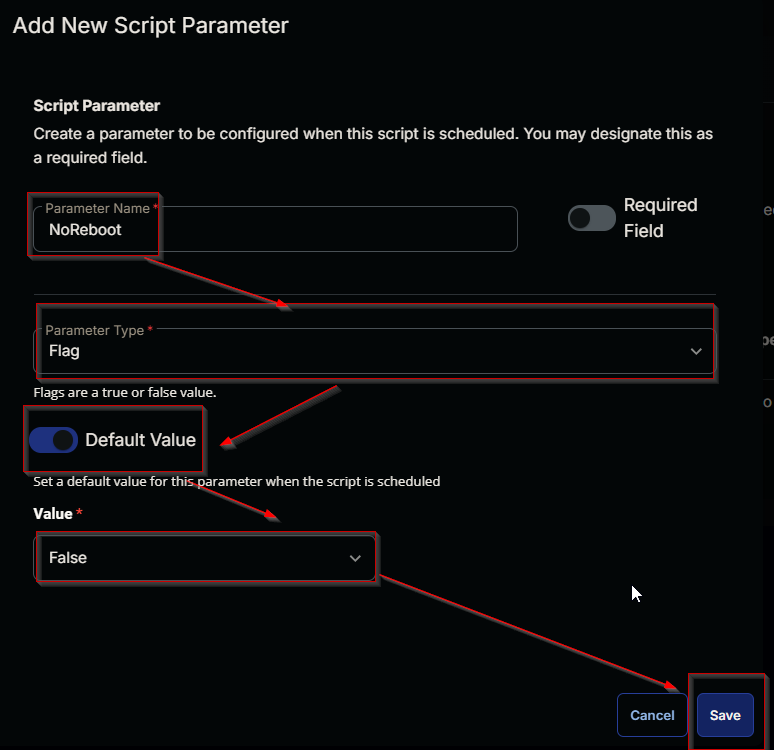 Add New Script Parameter
Script Parameter
Create a parameter to be configured when this script is scheduled. You may designate this as
a required field.
Parameter Name *
NoReboot
Required
Field
Parameter Type *
Flag
Flags are a true or false value.
Default Value
Set a default value for this parameter when the script is scheduled
Value *
False
Cancel
Save